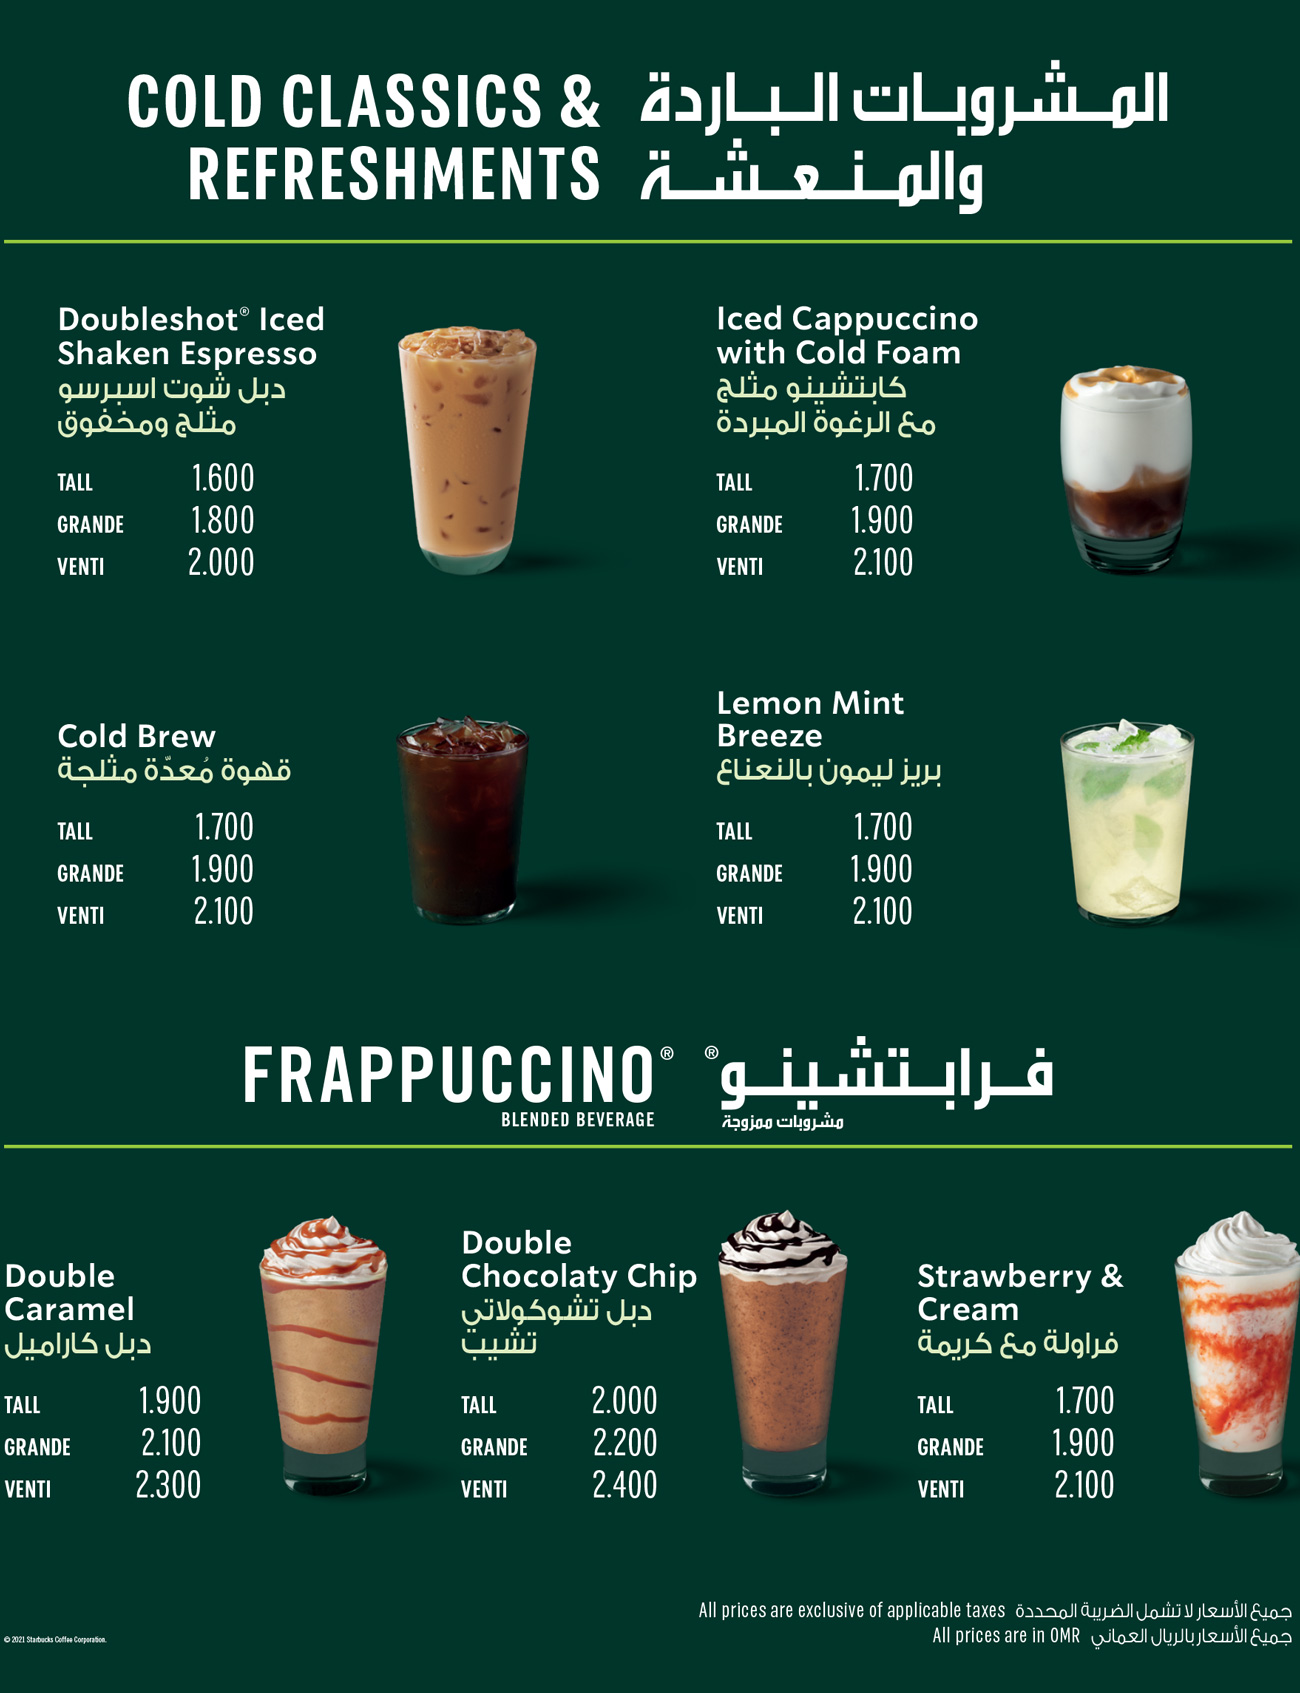 COLD CLASSICS &
REFRESHMENTS
المشروبات الباردة
والمنعشة
Doubleshot® Iced
Shaken Espresso
دبل شوت اسبرسو
مثلج ومخفوق
TALL 1.600
GRANDE 1.800
VENTI 2.000
Iced Cappuccino
with Cold Foam
كابتشينو مثلج
مع الرغوة المبردة
TALL 1.700
GRANDE 1.900
VENTI 2.100
Cold Brew
قهوة مُعدّة مثلجة
TALL 1.700
GRANDE 1.900
VENTI 2.100
Lemon Mint
Breeze
بريز ليمون بالنعناع
TALL 1.700
GRANDE 1.900
VENTI 2.100
FRAPPUCCINO®
BLENDED BEVERAGE
فرابتشينو®
مشروبات ممزوجة
Double
Caramel
دبل كاراميل
TALL 1.900
GRANDE 2.100
VENTI 2.300
Double
Chocolaty Chip
دبل تشوكولاتي
تشيب
TALL 2.000
GRANDE 2.200
VENTI 2.400
Strawberry &
Cream
فراولة مع كريمة
TALL 1.700
GRANDE 1.900
VENTI 2.100
All prices are exclusive of applicable taxes جميع الأسعار لا تشمل الضريبة المحددة
All prices are in OMR جميع الأسعار بالريال العماني
© 2021 Starbucks Coffee Corporation.